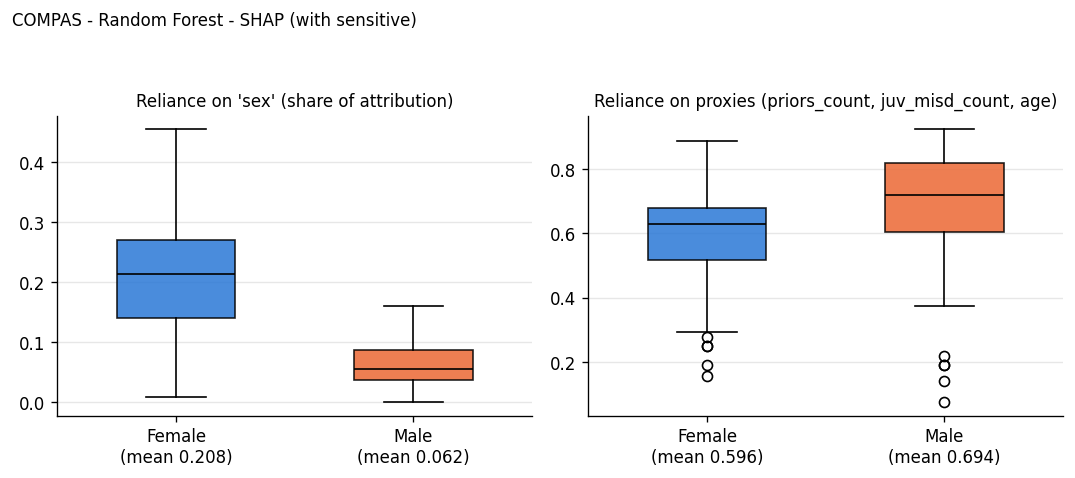 COMPAS - Random Forest - SHAP (with sensitive)
Reliance on 'sex' (share of attribution)
0.4
0.3
0.2
0.1
0.0
Female
(mean 0.208)
Male
(mean 0.062)
Reliance on proxies (priors_count, juv_misd_count, age)
0.8
0.6
0.4
0.2
Female
(mean 0.596)
Male
(mean 0.694)